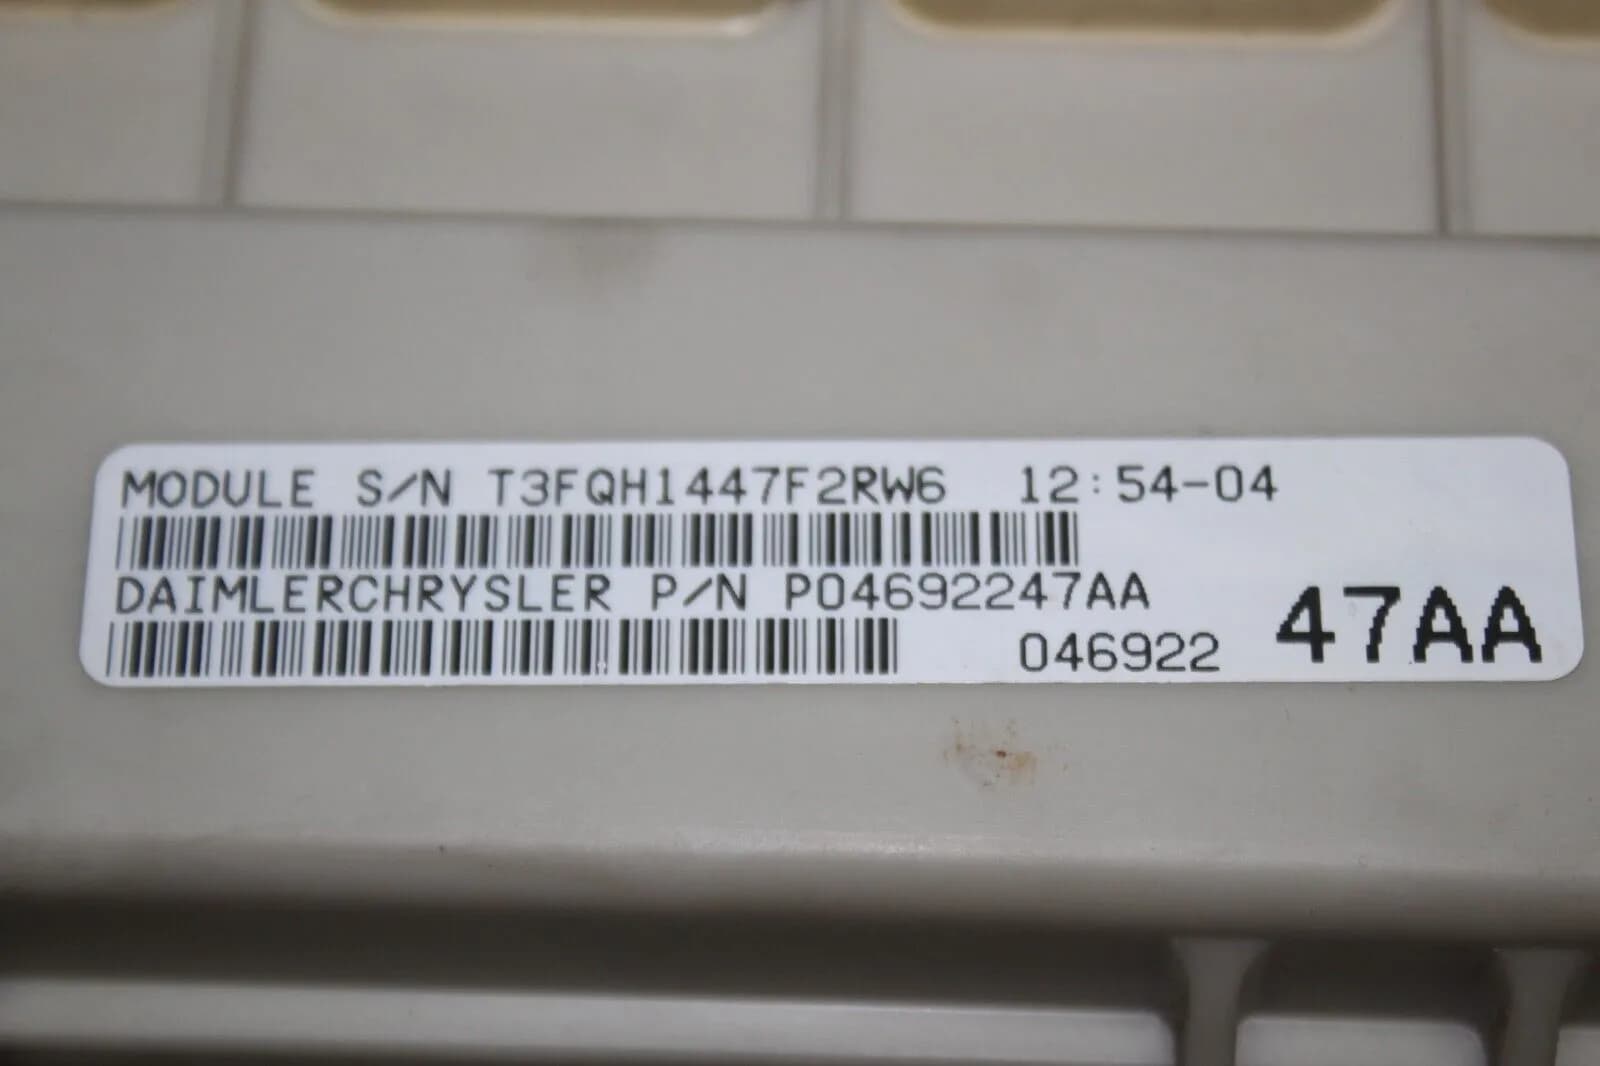 MODULE S/N T3FQH1447F2RW6 12:54-04
DAIMLERCHRYSLER P/N P04692247AA
046922 47AA